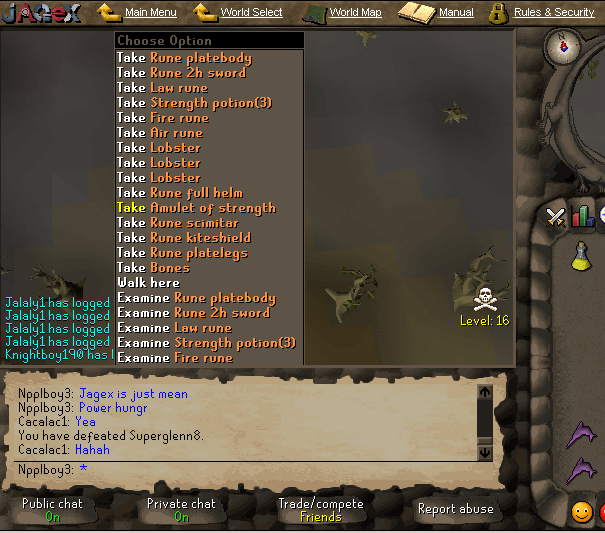 JAGEX Main Menu World Select World Map Manual Rules & Security
Choose Option
Take Rune platebody
Take Rune 2h sword
Take Law rune
Take Strength potion(3)
Take Fire rune
Take Air rune
Take Lobster
Take Lobster
Take Lobster
Take Rune full helm
Take Amulet of strength
Take Rune scimitar
Take Rune kiteshield
Take Rune platelegs
Take Bones
Walk here
Examine Rune platebody
Examine Rune 2h sword
Examine Law rune
Examine Strength potion(3)
Examine Fire rune
Jalaly1 has logged
Jalaly1 has logged
Jalaly1 has logged
Jalaly1 has logged
Knightboy190 has l
Level: 16
Npplboy3: Jagex is just mean
Npplboy3: Power hungr
Cacalac1: Yea
You have defeated Superglenn8.
Cacalac1: Hahah
Npplboy3: *
Public chat
On
Private chat
On
Trade/compete
Friends
Report abuse